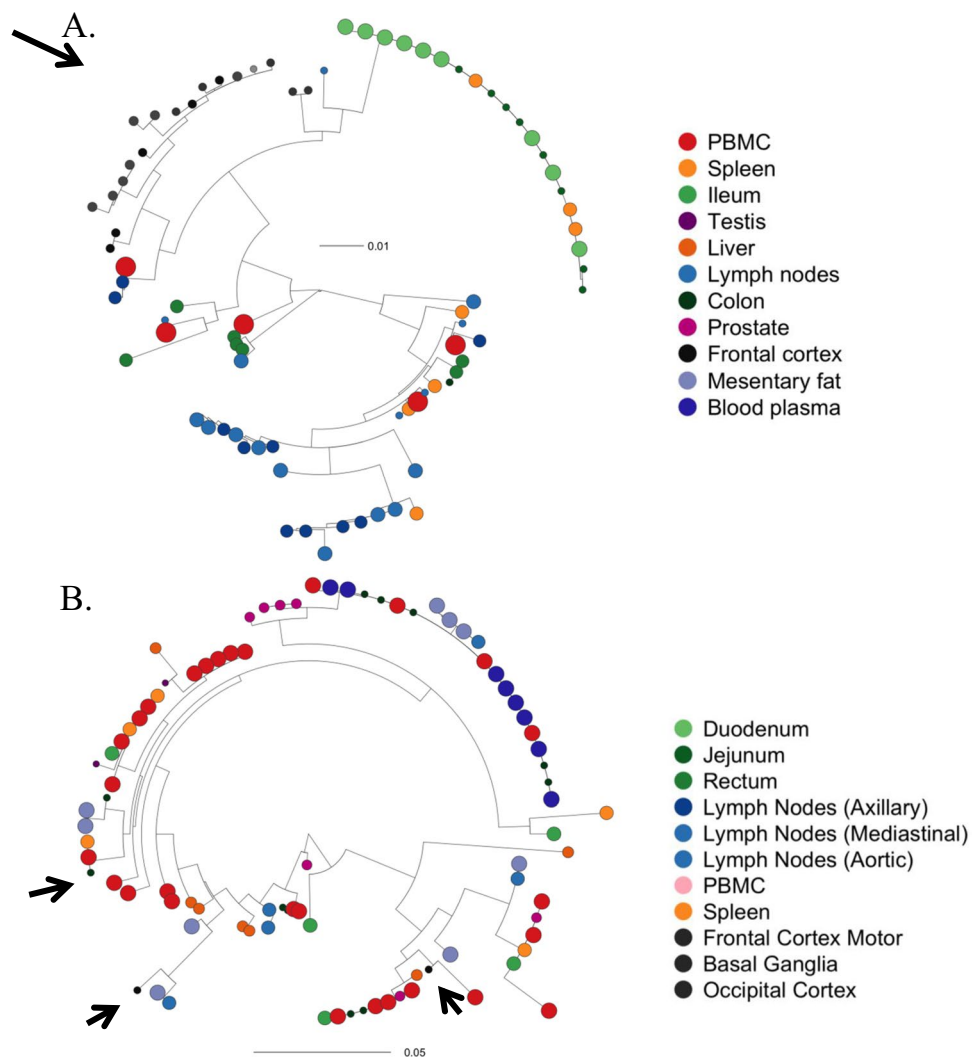 A.
PBMC
Spleen
Ileum
Testis
Liver
Lymph nodes
Colon
Prostate
Frontal cortex
Mesentary fat
Blood plasma
0.01
B.
Duodenum
Jejunum
Rectum
Lymph Nodes (Axillary)
Lymph Nodes (Mediastinal)
Lymph Nodes (Aortic)
PBMC
Spleen
Frontal Cortex Motor
Basal Ganglia
Occipital Cortex
0.05